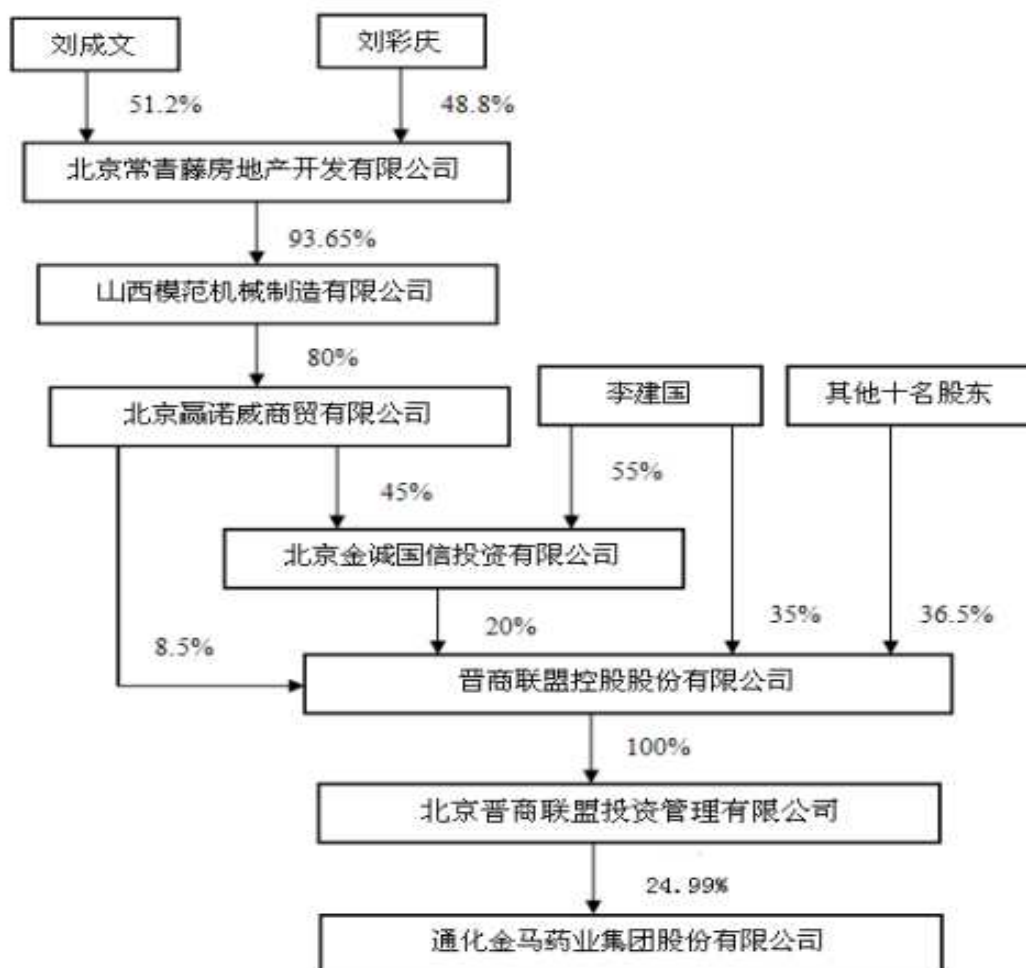 刘成文
刘彩庆
51.2%
48.8%
北京常青藤房地产开发有限公司
93.65%
山西模范机械制造有限公司
80%
北京赢诺威商贸有限公司
李建国
其他十名股东
45%
55%
北京金诚国信投资有限公司
8.5%
20%
35%
36.5%
晋商联盟控股股份有限公司
100%
北京晋商联盟投资管理有限公司
24.99%
通化金马药业集团股份有限公司